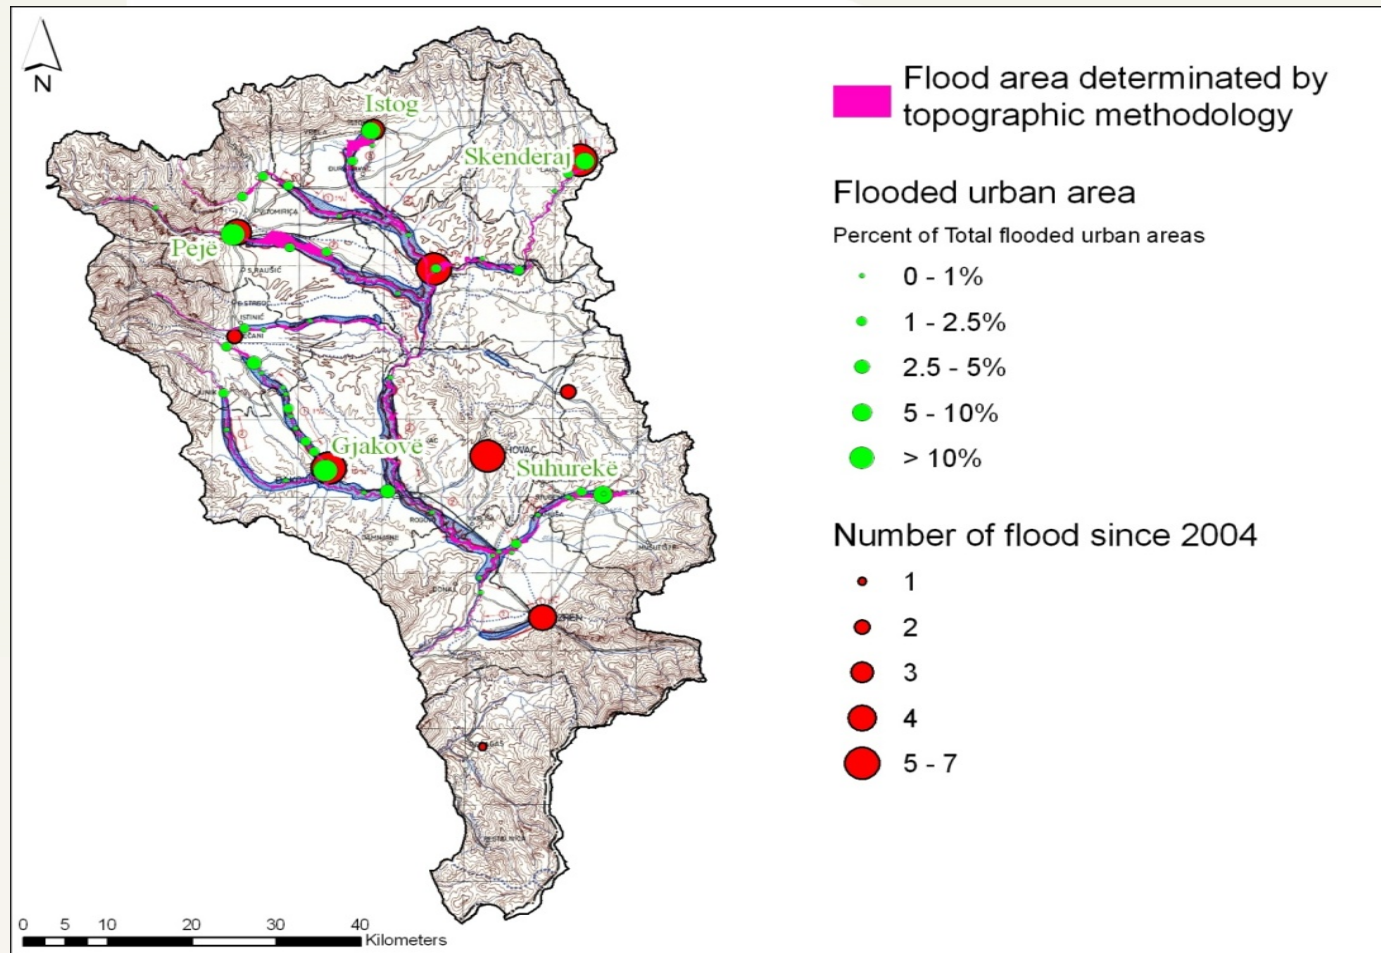 N
Istog
Skenderaj
Pejë
Gjakovë
Suhurekë
0 5 10 20 30 40
Kilometers
Flood area determinated by
topographic methodology
Flooded urban area
Percent of Total flooded urban areas
0 - 1%
1 - 2.5%
2.5 - 5%
5 - 10%
> 10%
Number of flood since 2004
1
2
3
4
5 - 7